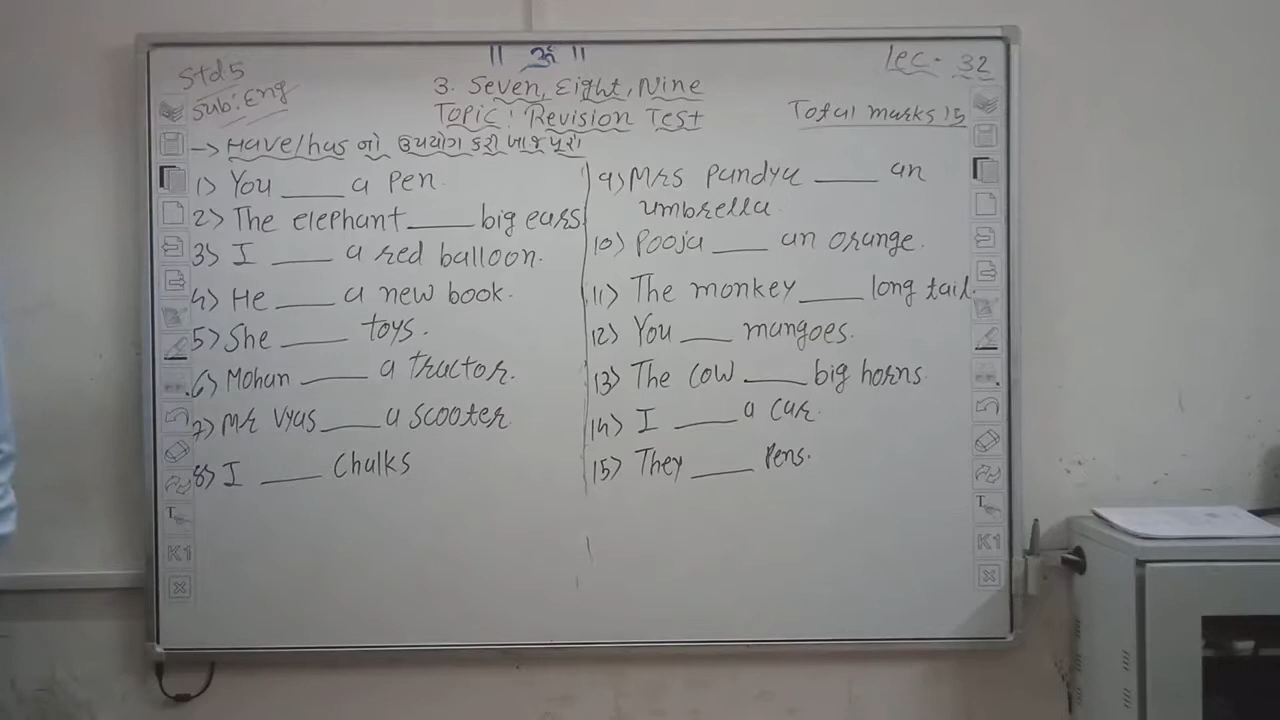 || ૐ ||
Std 5
Sub: Eng
Lec- 32
3. Seven, Eight, Nine
Topic: Revision Test
Total marks 15
-> Have/has નો ઉપયોગ કરી ખા.જ પૂરો
1) You ____ a pen.
2) The elephant ____ big ears
3) I ____ a red balloon.
4) He ____ a new book.
5) She ____ toys.
6) Mohan ____ a tractor.
7) Mr Vyas ____ a scooter.
8) I ____ chalks
9) Mrs Pandya ____ an
umbrella.
10) Pooja ____ an orange.
11) The monkey ____ long tail.
12) You ____ mangoes.
13) The cow ____ big horns.
14) I ____ a car.
15) They ____ pens.
T
K1
T
K1